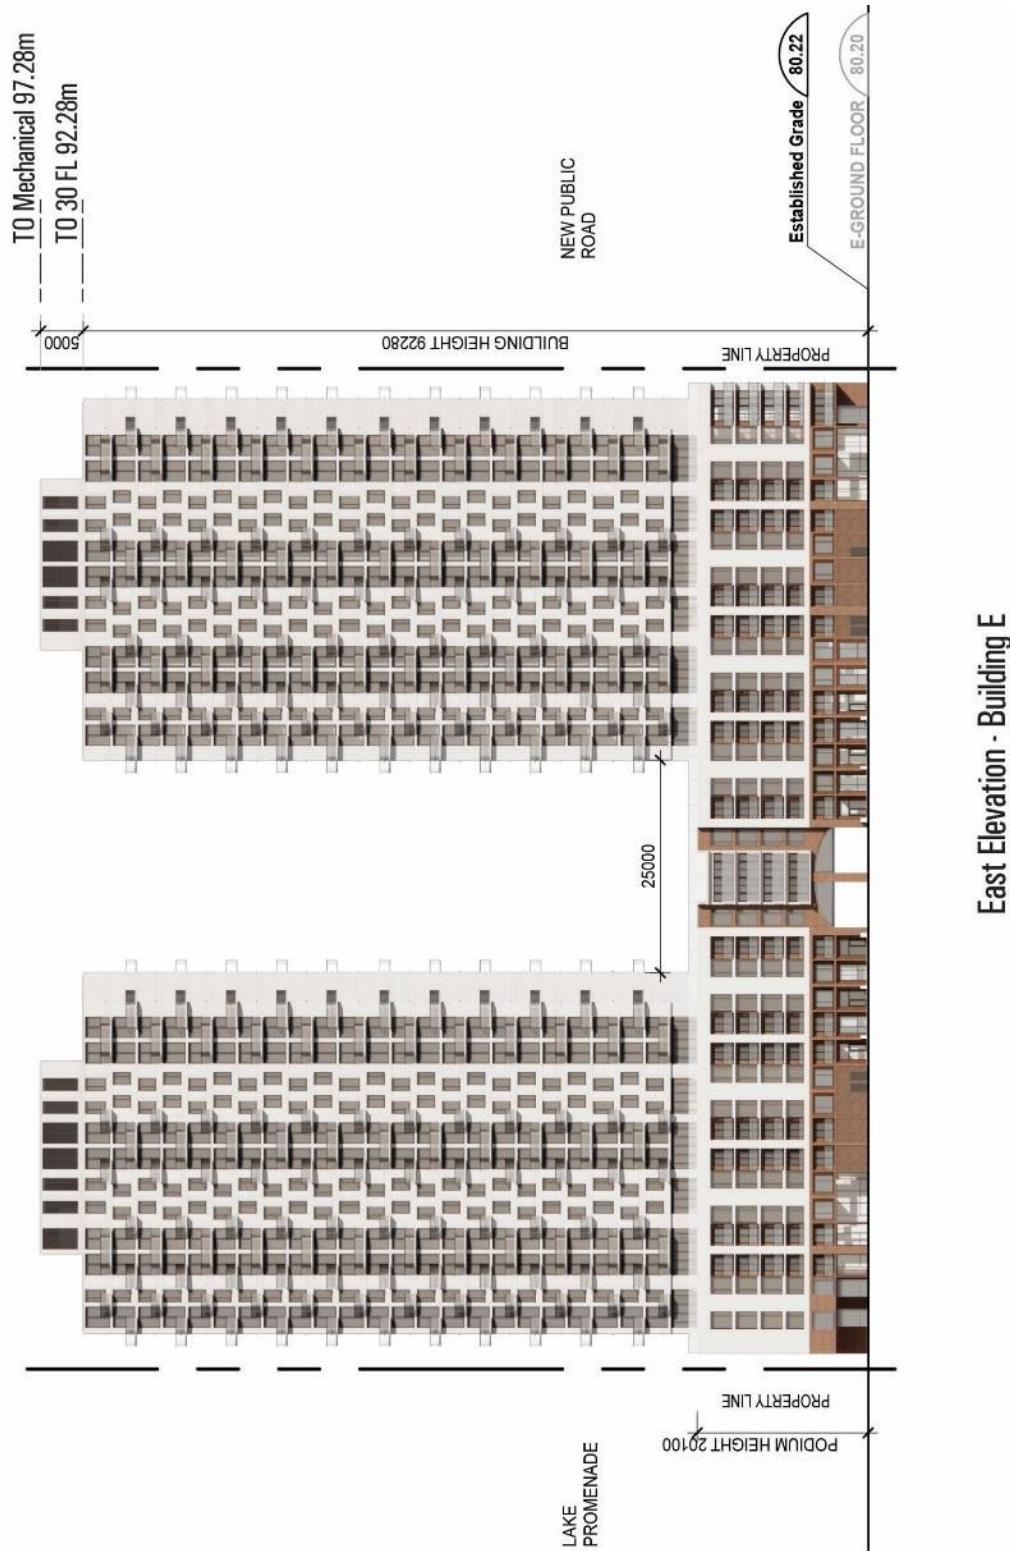 TO Mechanical 97.28m
TO 30 FL 92.28m
5000
BUILDING HEIGHT 92280
NEW PUBLIC
ROAD
Established Grade 80.22
E-GROUND FLOOR 80.20
PROPERTY LINE
25000
PROPERTY LINE
PODIUM HEIGHT 20100
LAKE
PROMENADE
East Elevation - Building E